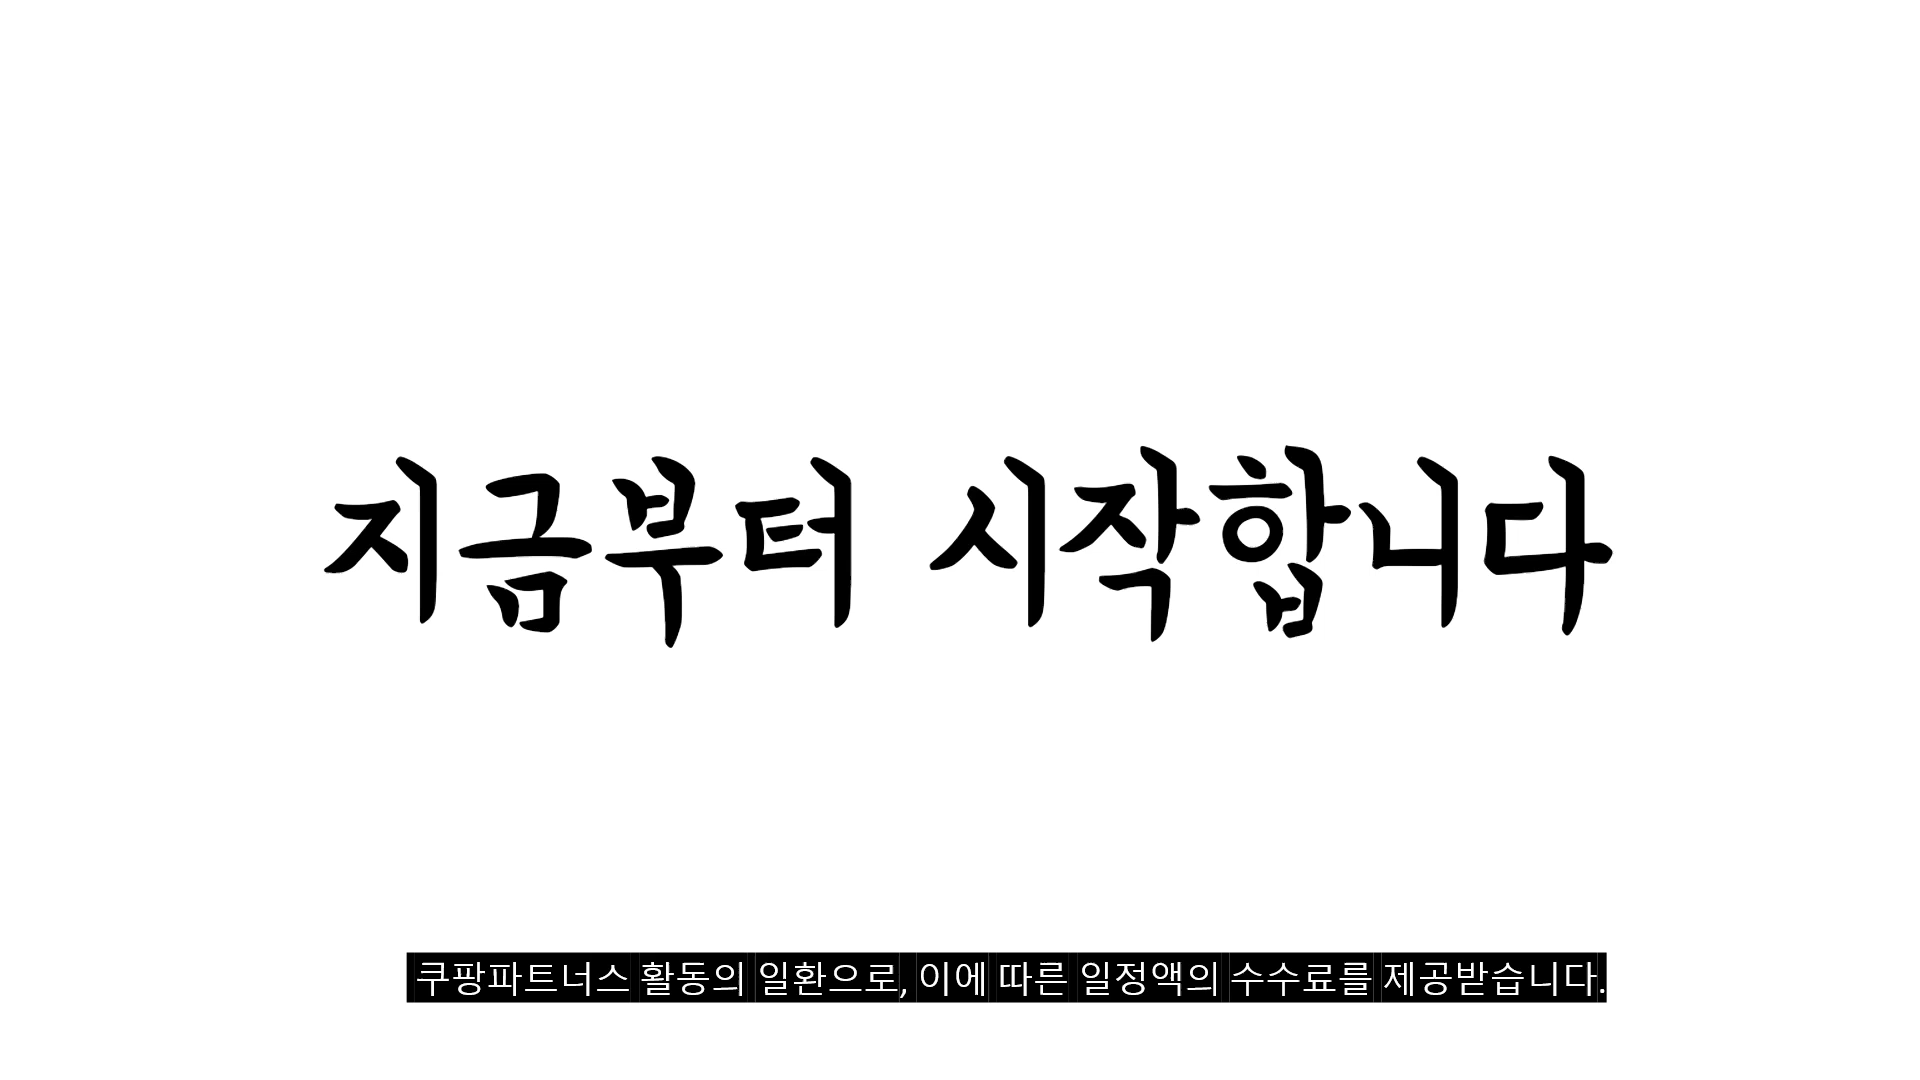 지금부터 시작합니다
쿠팡파트너스 활동의 일환으로, 이에 따른 일정액의 수수료를 제공받습니다.